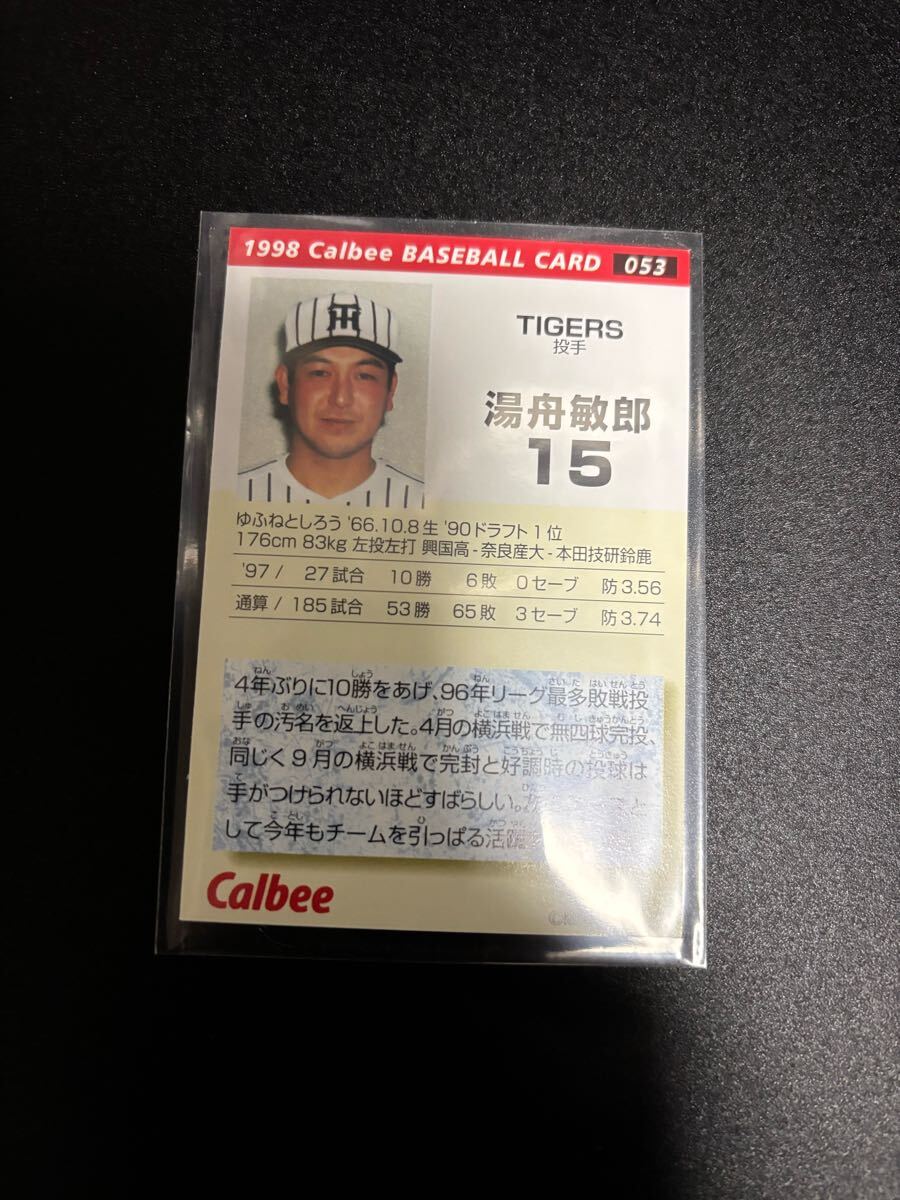 1998 Calbee BASEBALL CARD 053
TH
TIGERS
投手
湯舟敏郎
15
ゆふねとしろう '66.10.8生 '90ドラフト1位
176cm 83kg 左投左打 興国高-奈良産大-本田技研鈴鹿
'97/ 27試合 10勝 6敗 0セーブ 防3.56
通算/ 185試合 53勝 65敗 3セーブ 防3.74
4年ぶりに10勝をあげ、96年リーグ最多敗戦投
手の汚名を返上した。4月の横浜戦で無四球完投、
同じく9月の横浜戦で完封と好調時の投球は
手がつけられないほどすばらしい。 と
して今年もチームを引っぱる活躍
Calbee